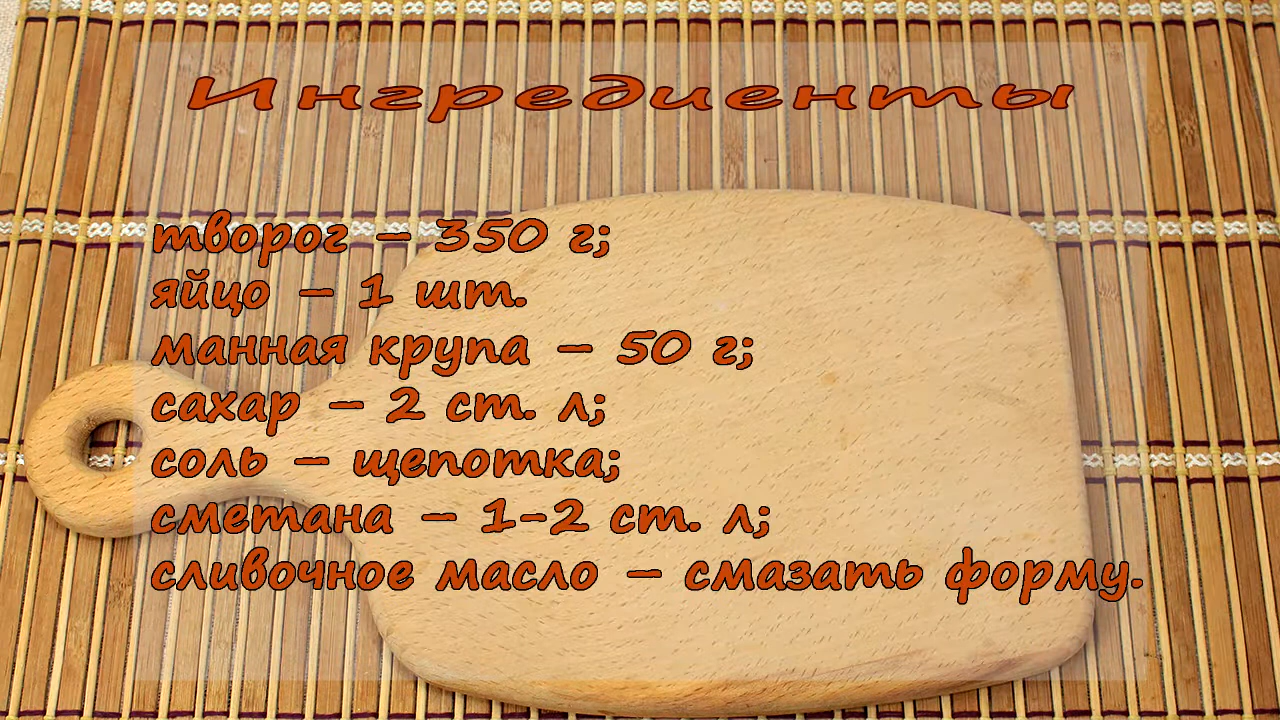 Ингредиенты
творог – 350 г;
яйцо – 1 шт.
манная крупа – 50 г;
сахар – 2 ст. л;
соль – щепотка;
сметана – 1-2 ст. л;
сливочное масло – смазать форму.